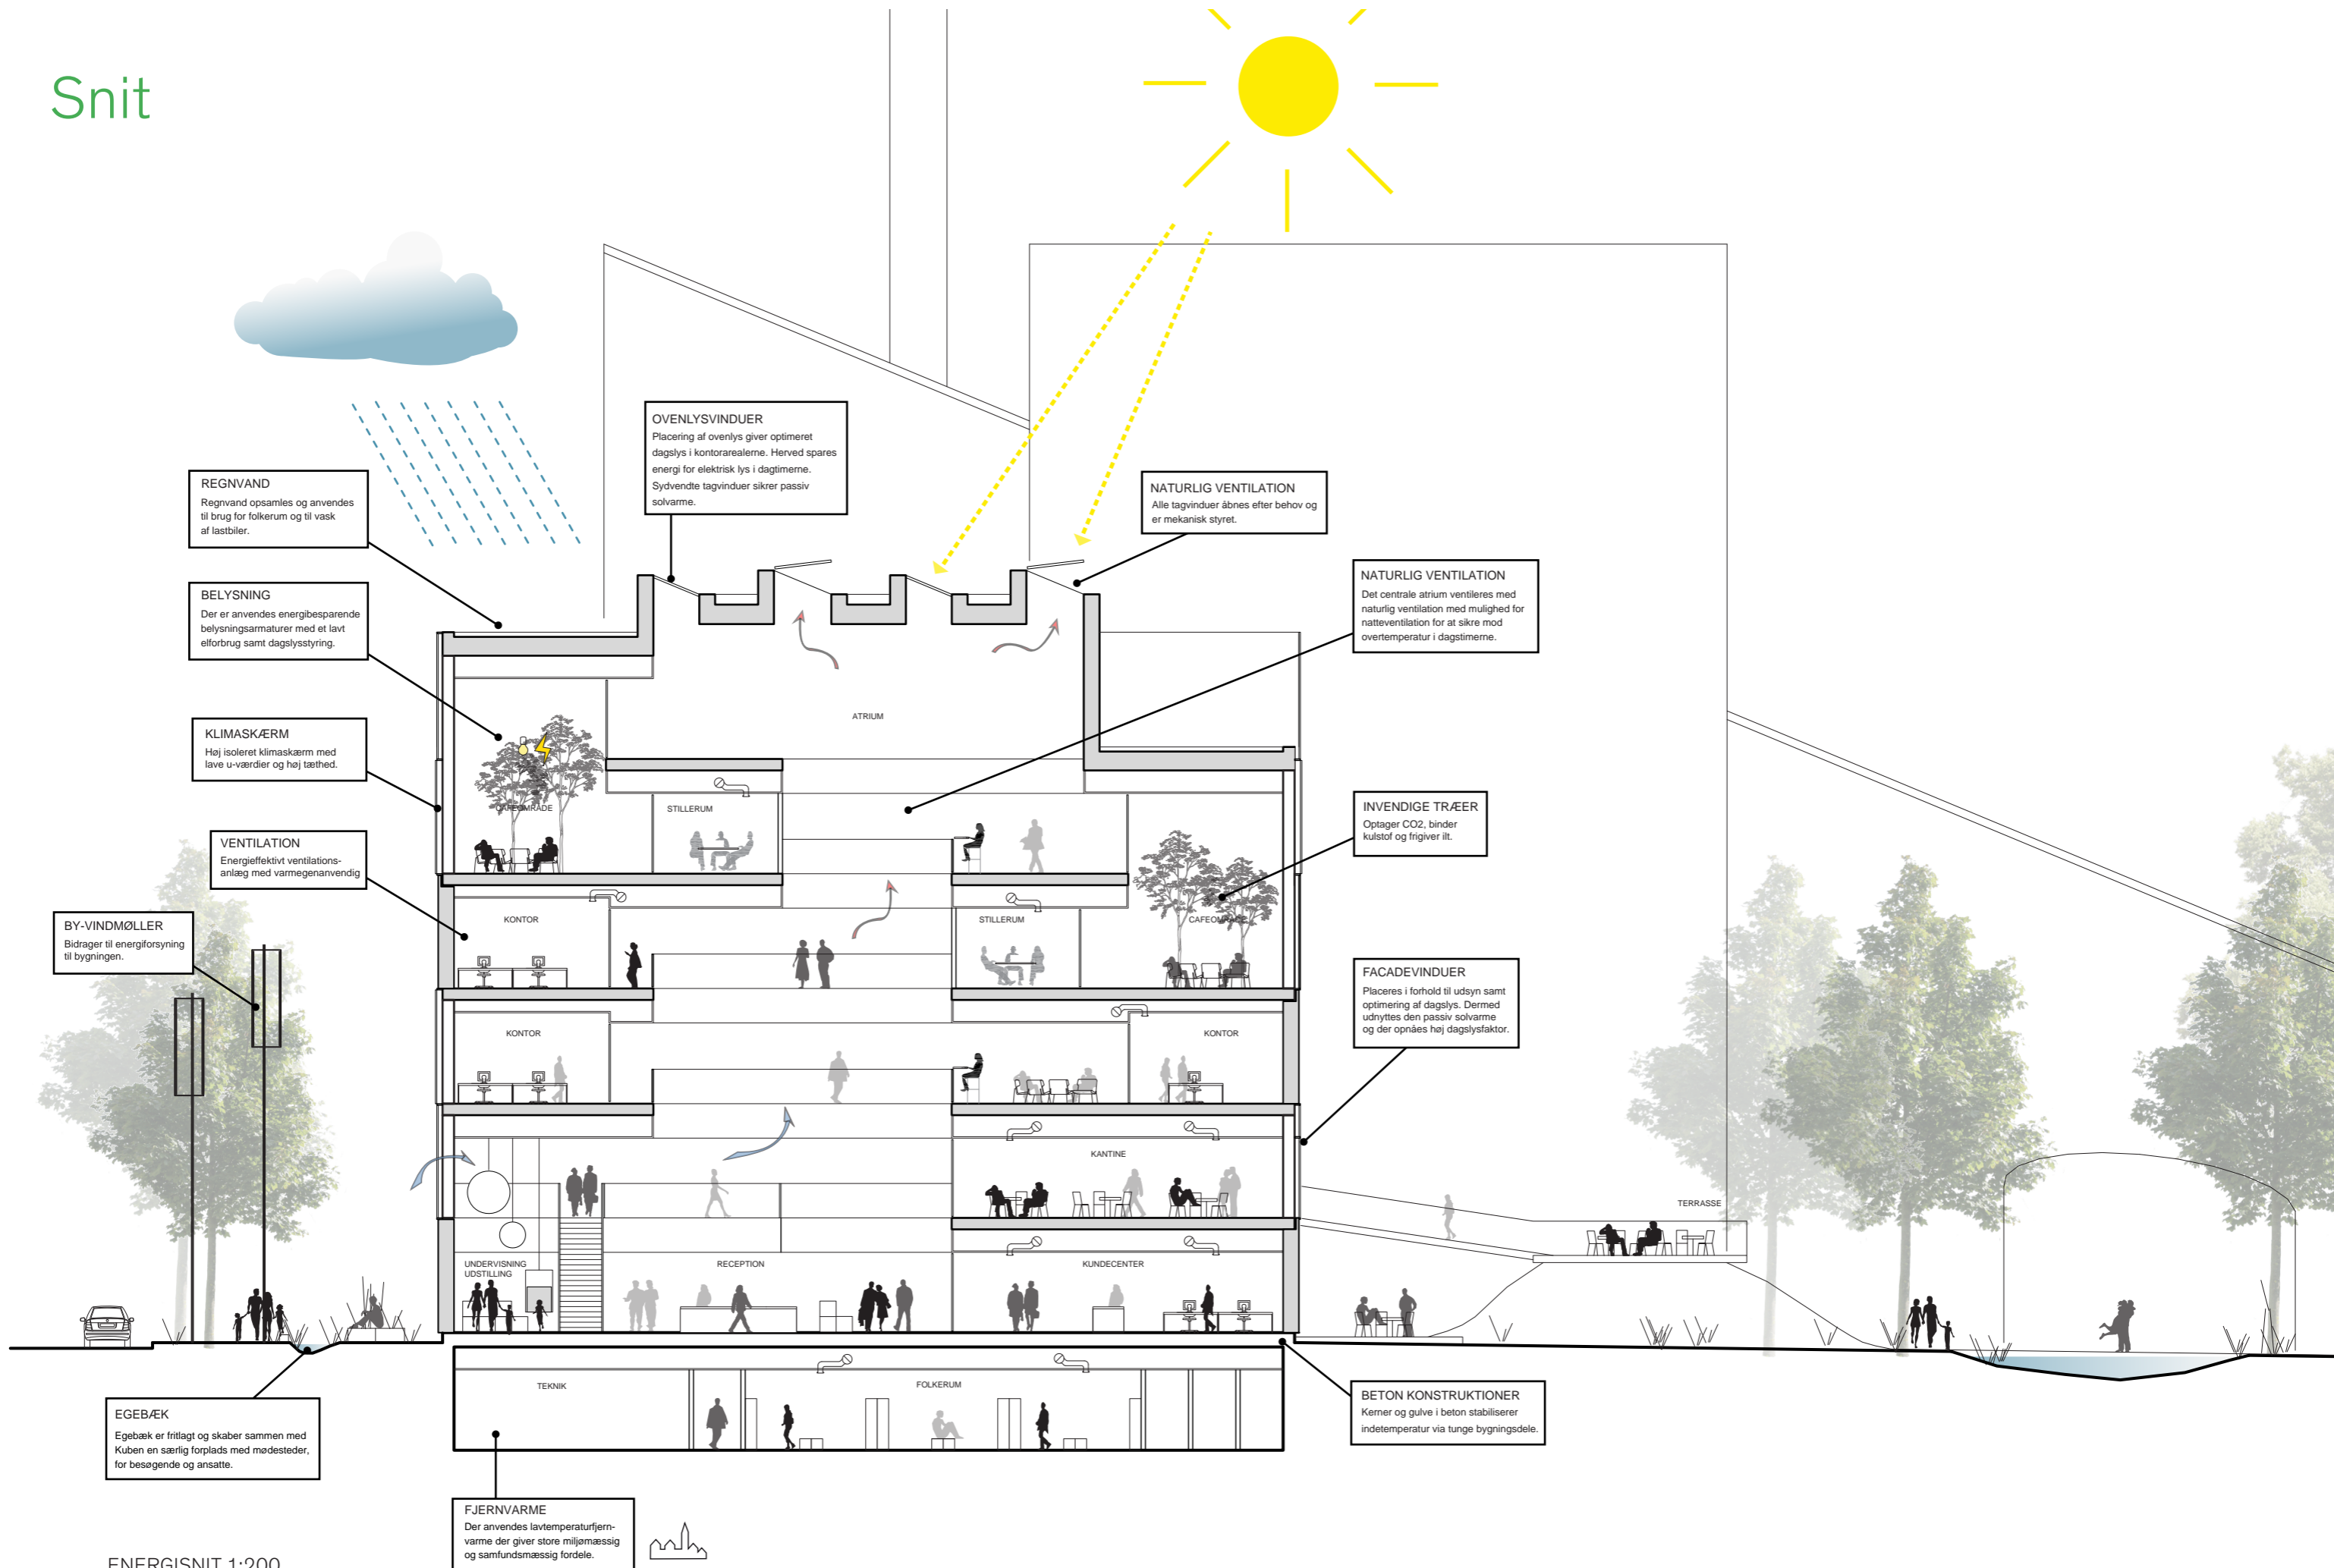 Snit
OVENLYSVINDUER
Placering af ovenlys giver optimeret
dagslys i kontorarealerne. Herved spares
energi for elektrisk lys i dagtimerne.
Sydvendte tagvinduer sikrer passiv
solvarme.
REGNVAND
Regnvand opsamles og anvendes
til brug for folkerum og til vask
af lastbiler.
NATURLIG VENTILATION
Alle tagvinduer åbnes efter behov og
er mekanisk styret.
BELYSNING
Der er anvendes energibesparende
belysningsarmaturer med et lavt
elforbrug samt dagslysstyring.
NATURLIG VENTILATION
Det centrale atrium ventileres med
naturlig ventilation med mulighed for
natteventilation for at sikre mod
overtemperatur i dagstimerne.
KLIMASKÆRM
Høj isoleret klimaskærm med
lave u-værdier og høj tæthed.
ATRIUM
CAFEOMRÅDE
STILLERUM
INVENDIGE TRÆER
Optager CO2, binder
kulstof og frigiver ilt.
VENTILATION
Energieffektivt ventilations-
anlæg med varmegenanvendig
BY-VINDMØLLER
Bidrager til energiforsyning
til bygningen.
KONTOR
STILLERUM
CAFEOMRÅDE
FACADEVINDUER
Placeres i forhold til udsyn samt
optimering af dagslys. Dermed
udnyttes den passiv solvarme
og der opnåes høj dagslysfaktor.
KONTOR
KONTOR
KANTINE
TERRASSE
UNDERVISNING
UDSTILLING
RECEPTION
KUNDECENTER
TEKNIK
FOLKERUM
BETON KONSTRUKTIONER
Kerner og gulve i beton stabiliserer
indetemperatur via tunge bygningsdele.
EGEBÆK
Egebæk er fritlagt og skaber sammen med
Kuben en særlig forplads med mødesteder,
for besøgende og ansatte.
FJERNVARME
Der anvendes lavtemperaturfjern-
varme der giver store miljømæssig
og samfundsmæssig fordele.
ENERGISNIT 1:200